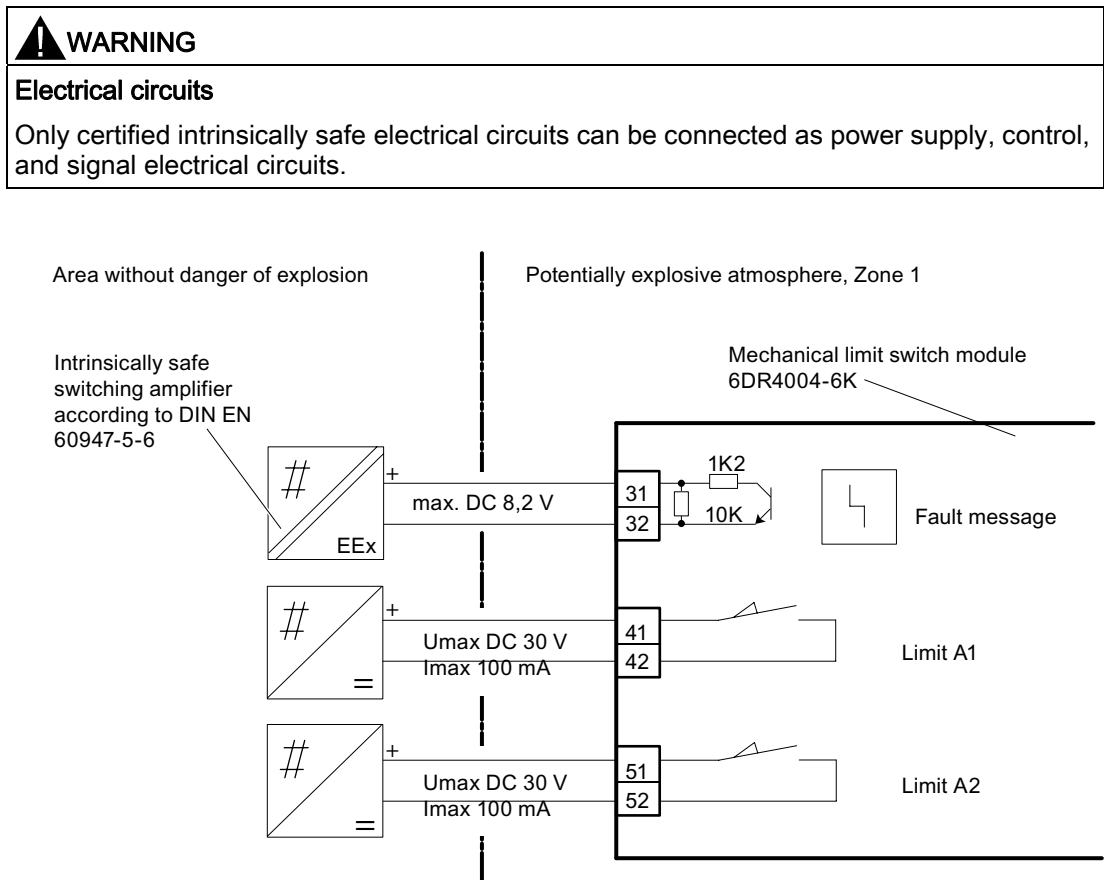 WARNING
Electrical circuits
Only certified intrinsically safe electrical circuits can be connected as power supply, control,
and signal electrical circuits.
Area without danger of explosion
Potentially explosive atmosphere, Zone 1
Intrinsically safe
switching amplifier
according to DIN EN
60947-5-6
Mechanical limit switch module
6DR4004-6K
#
+
EEx
max. DC 8,2 V
31
32
1K2
10K
Fault message
#
+
=
Umax DC 30 V
Imax 100 mA
41
42
Limit A1
#
+
=
Umax DC 30 V
Imax 100 mA
51
52
Limit A2